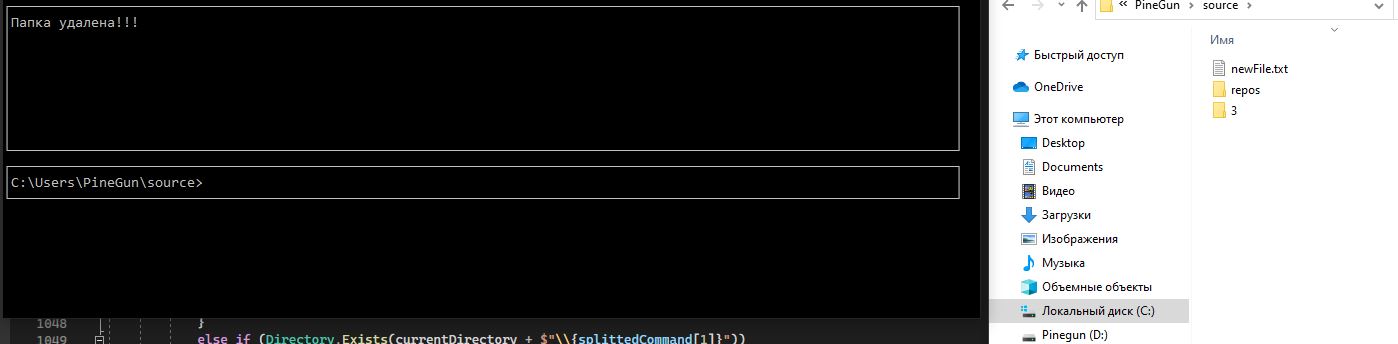 Папка удалена!!!
C:\Users\PineGun\source>
1048
}
1049
else if (Directory.Exists(currentDirectory + $"\\{splittedCommand[1]}"))
« PineGun › source ›
Имя
Быстрый доступ
OneDrive
Этот компьютер
Desktop
Documents
Видео
Загрузки
Изображения
Музыка
Объемные объекты
Локальный диск (C:)
Pinegun (D:)
newFile.txt
repos
3